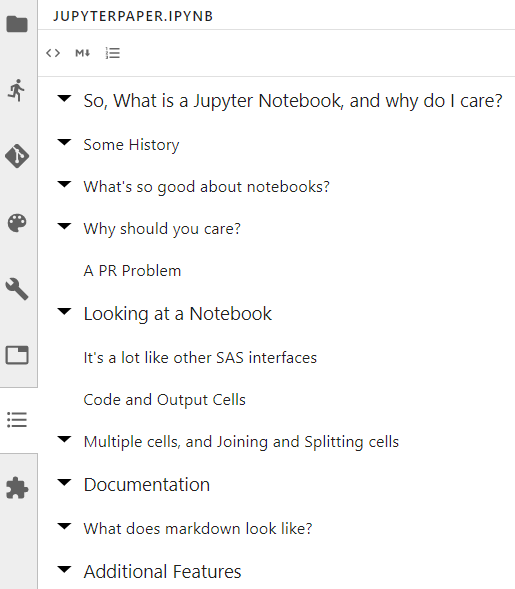 JUPYTERPAPER.IPYNB
<> M↓
So, What is a Jupyter Notebook, and why do I care?
Some History
What's so good about notebooks?
Why should you care?
A PR Problem
Looking at a Notebook
It's a lot like other SAS interfaces
Code and Output Cells
Multiple cells, and Joining and Splitting cells
Documentation
What does markdown look like?
Additional Features